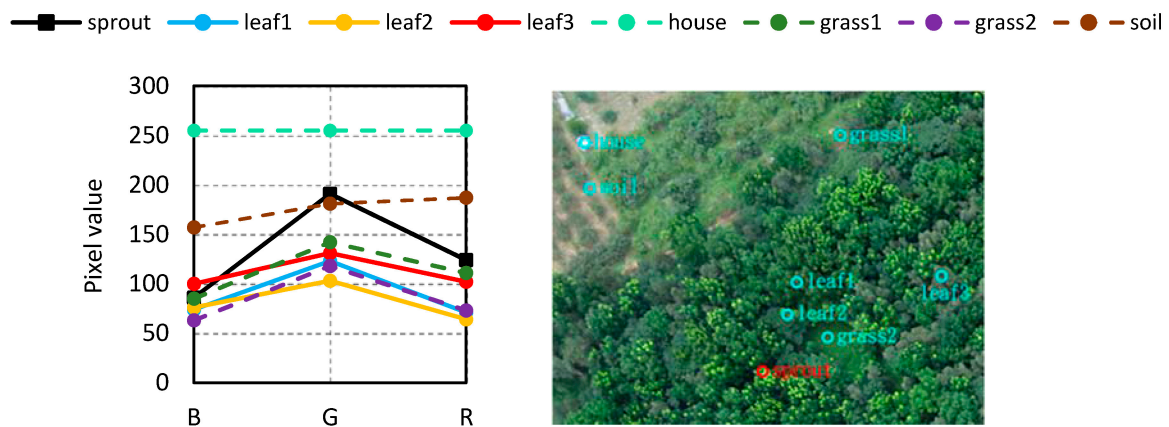 sprout leaf1 leaf2 leaf3 house grass1 grass2 soil
300
250
200
150
100
50
0
Pixel value
B G R
house
grass1
soil
leaf1
leaf3
leaf2
grass2
sprout